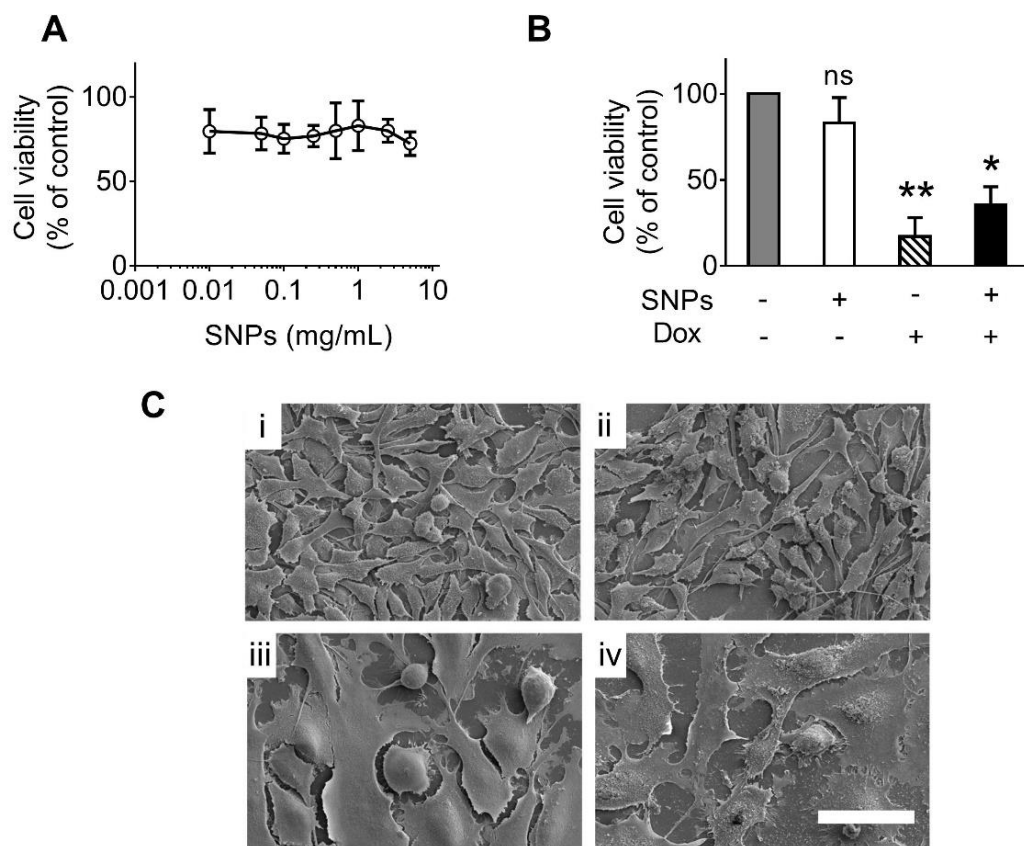 A
Cell viability
(% of control)
100
50
0
0.001 0.01 0.1 1 10
SNPs (mg/mL)
B
Cell viability
(% of control)
100
50
0
ns
**
*
SNPs - + - +
Dox - - + +
C
i
ii
iii
iv